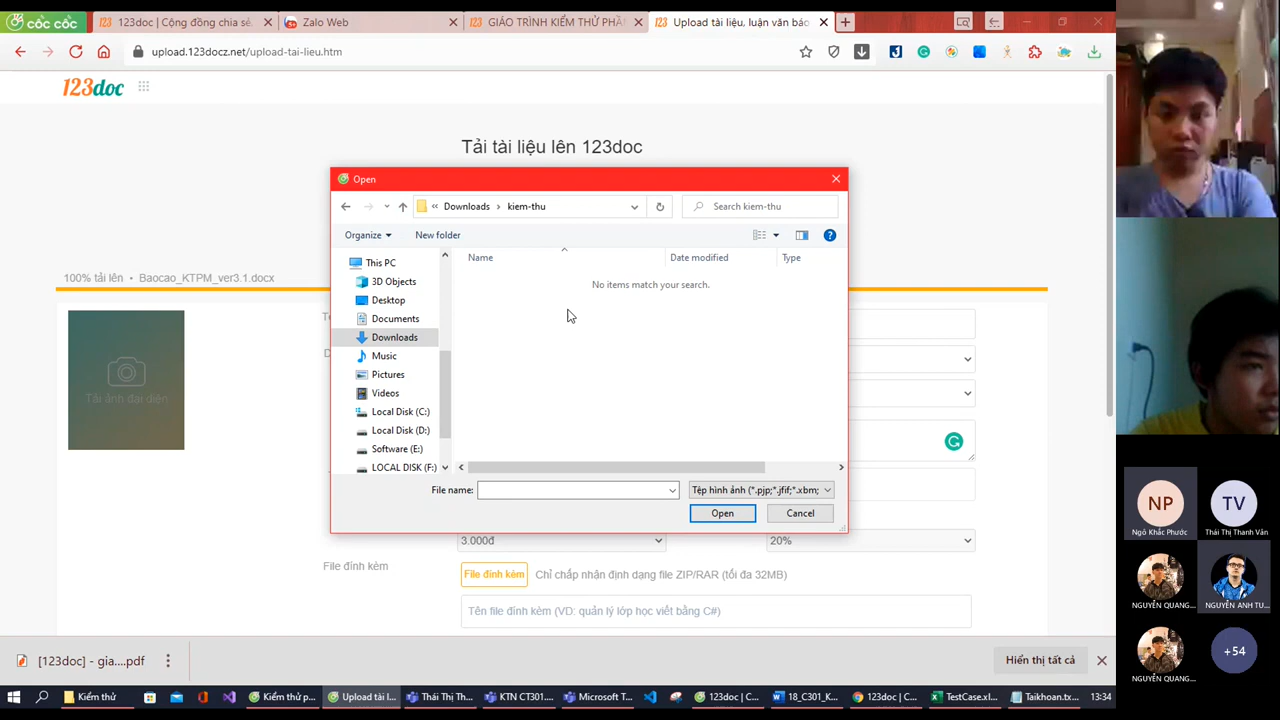 cốc cốc
123doc | Cộng đồng chia sẻ
Zalo Web
GIÁO TRÌNH KIỂM THỬ PHẦ
Upload tài liệu, luận văn báo
upload.123docz.net/upload-tai-lieu.htm
123doc
Tải tài liệu lên 123doc
Open
« Downloads › kiem-thu
Search kiem-thu
Organize
New folder
This PC
3D Objects
Desktop
Documents
Downloads
Music
Pictures
Videos
Local Disk (C:)
Local Disk (D:)
Software (E:)
LOCAL DISK (F:)
Name
Date modified
Type
No items match your search.
File name:
Tệp hình ảnh (*.pjp;*.jfif;*.xbm;
Open
Cancel
100% tải lên • Baocao_KTPM_ver3.1.docx
Tải ảnh đại diện
3.000đ
20%
File đính kèm
File đính kèm
Chỉ chấp nhận định dạng file ZIP/RAR (tối đa 32MB)
Tên file đính kèm (VD: quản lý lớp học viết bằng C#)
[123doc] - gia....pdf
Hiển thị tất cả
Kiểm thử
Kiểm thử p...
Upload tài l...
Thái Thị Th...
KTN CT301....
Microsoft T...
123doc | C...
18_C301_K...
123doc | C...
TestCase.xl...
Taikhoan.tx...
13:34
NP
Ngô Khắc Phước
TV
Thái Thị Thanh Vân
NGUYỄN QUANG...
NGUYỄN ANH TU...
NGUYỄN QUANG...
+54